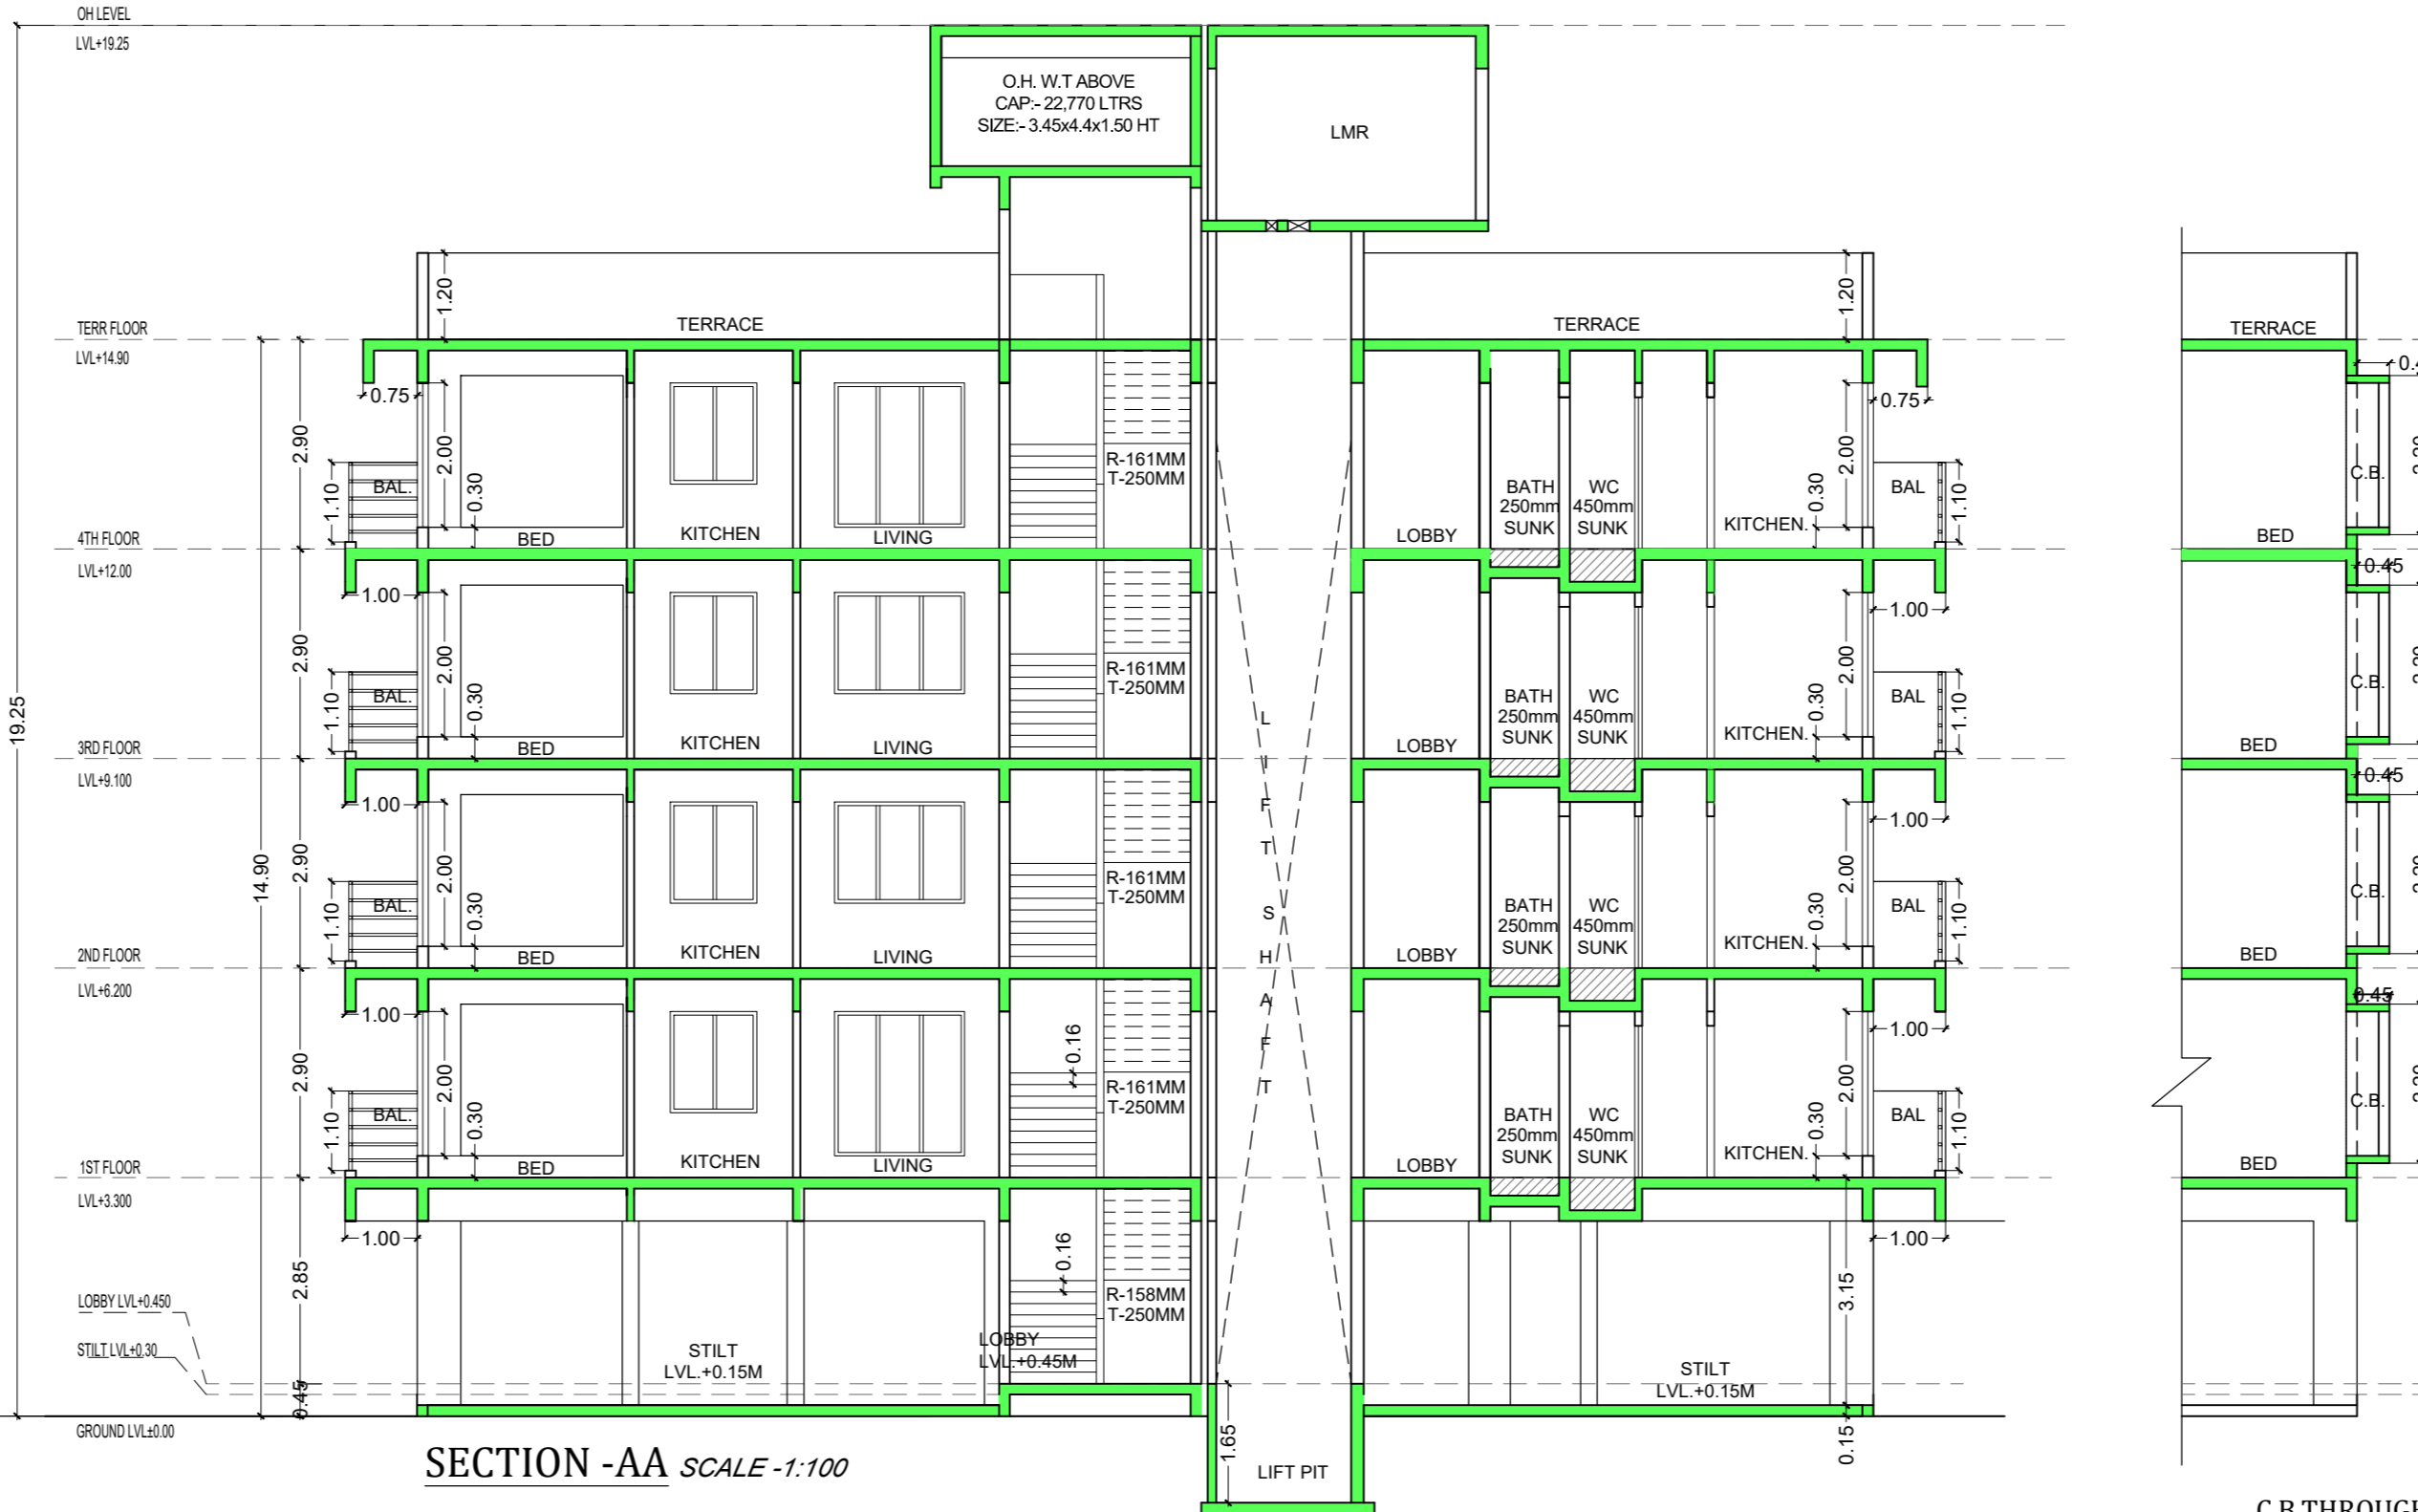 OH LEVEL
LVL+19.25
O.H. W.T ABOVE
CAP:- 22,770 LTRS
SIZE:- 3.45x4.4x1.50 HT
LMR
1.20
1.20
TERR FLOOR
LVL+14.90
TERRACE
TERRACE
TERRACE
0.75
0.75
2.90
2.00
0.30
1.10
BAL.
BED
KITCHEN
LIVING
R-161MM
T-250MM
LOBBY
BATH
250mm
SUNK
WC
450mm
SUNK
KITCHEN.
0.30
2.00
BAL
1.10
BED
C.B.
4TH FLOOR
LVL+12.00
1.00
1.00
0.45
2.90
2.00
0.30
1.10
BAL.
BED
KITCHEN
LIVING
R-161MM
T-250MM
LOBBY
BATH
250mm
SUNK
WC
450mm
SUNK
KITCHEN.
0.30
2.00
BAL
1.10
BED
C.B.
19.25
3RD FLOOR
LVL+9.100
1.00
1.00
0.45
14.90
2.90
2.00
0.30
1.10
BAL.
BED
KITCHEN
LIVING
R-161MM
T-250MM
L
I
F
T
S
H
A
F
T
LOBBY
BATH
250mm
SUNK
WC
450mm
SUNK
KITCHEN.
0.30
2.00
BAL
1.10
BED
C.B.
2ND FLOOR
LVL+6.200
1.00
1.00
0.45
2.90
2.00
0.30
1.10
BAL.
BED
KITCHEN
LIVING
0.16
R-161MM
T-250MM
LOBBY
BATH
250mm
SUNK
WC
450mm
SUNK
KITCHEN.
0.30
2.00
BAL
1.10
BED
C.B.
1ST FLOOR
LVL+3.300
1.00
1.00
2.85
0.16
R-158MM
T-250MM
3.15
LOBBY LVL+0.450
STILT LVL+0.30
STILT
LVL.+0.15M
LOBBY
LVL.+0.45M
STILT
LVL.+0.15M
0.45
GROUND LVL±0.00
0.15
1.65
LIFT PIT
SECTION -AA SCALE -1:100